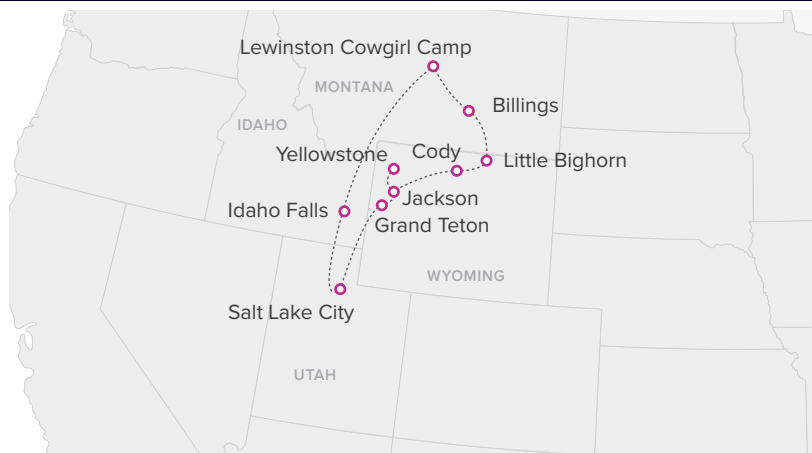 Lewinston Cowgirl Camp
MONTANA
Billings
IDAHO
Yellowstone
Cody
Little Bighorn
Jackson
Idaho Falls
Grand Teton
WYOMING
Salt Lake City
UTAH